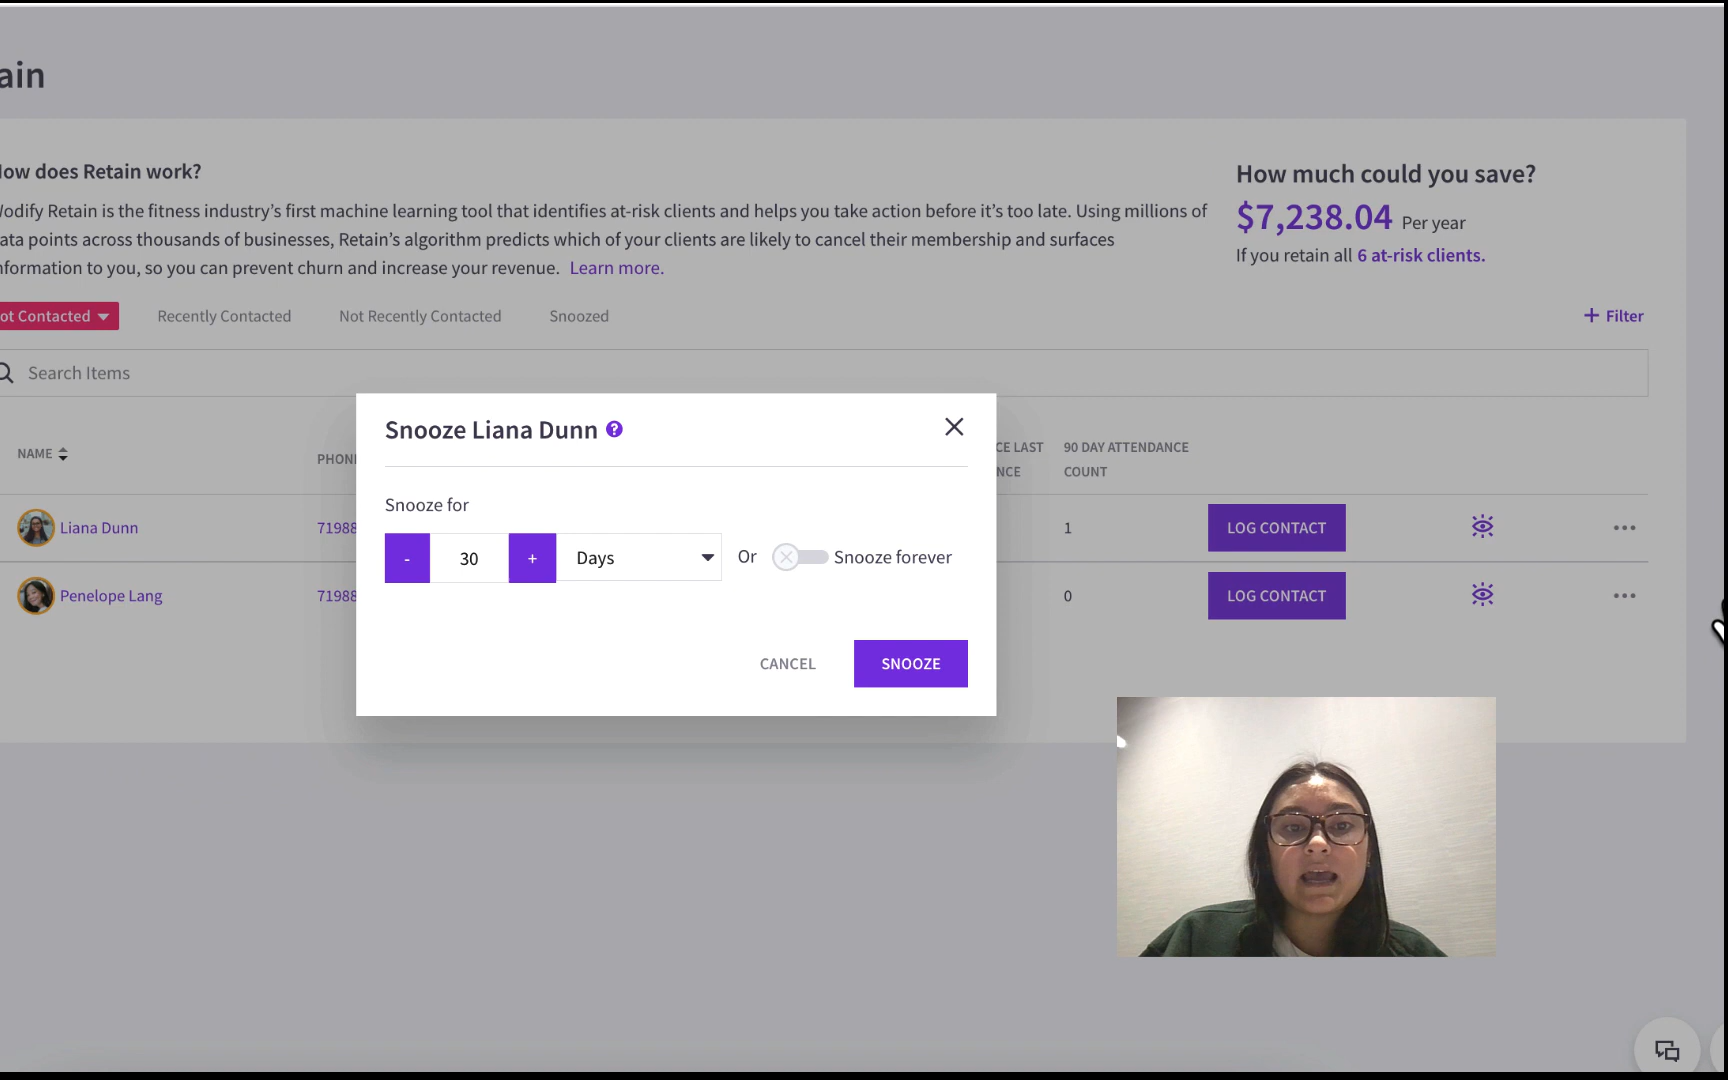 ain
ow does Retain work?
odify Retain is the fitness industry’s first machine learning tool that identifies at-risk clients and helps you take action before it’s too late. Using millions of
ata points across thousands of businesses, Retain’s algorithm predicts which of your clients are likely to cancel their membership and surfaces
nformation to you, so you can prevent churn and increase your revenue. Learn more.
How much could you save?
$7,238.04 Per year
If you retain all 6 at-risk clients.
ot Contacted Recently Contacted Not Recently Contacted Snoozed + Filter
Search Items
Snooze Liana Dunn ?
Snooze for
- 30 + Days Or Snooze forever
CANCEL SNOOZE
NAME PHON CE LAST 90 DAY ATTENDANCE
NCE COUNT
Liana Dunn 71988 1 LOG CONTACT
Penelope Lang 71988 0 LOG CONTACT